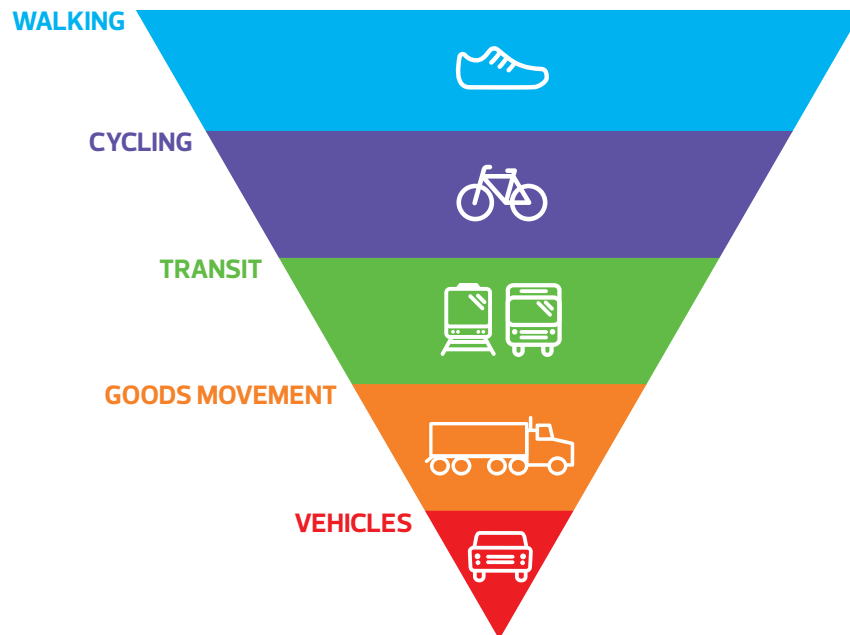 WALKING
CYCLING
TRANSIT
GOODS MOVEMENT
VEHICLES